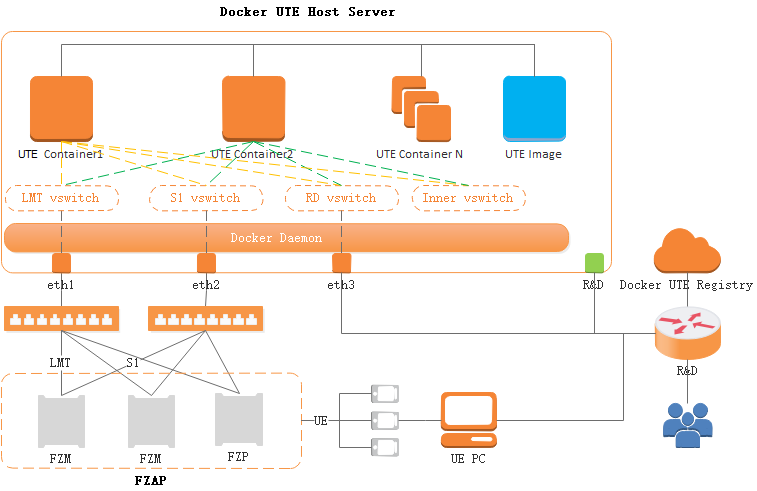 Docker UTE Host Server
UTE Container1
UTE Container2
UTE Container N
UTE Image
LMT vswitch
S1 vswitch
RD vswitch
Inner vswitch
Docker Daemon
eth1
eth2
eth3
R&D
Docker UTE Registry
LMT
S1
R&D
UE
FZM
FZM
FZP
UE PC
FZAP